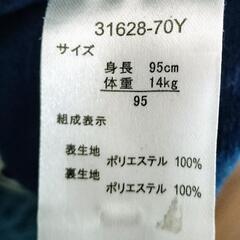 31628-70Y
サイズ
身長 95cm
体重 14kg
95
組成表示
表生地
ポリエステル 100%
裏生地
ポリエステル 100%